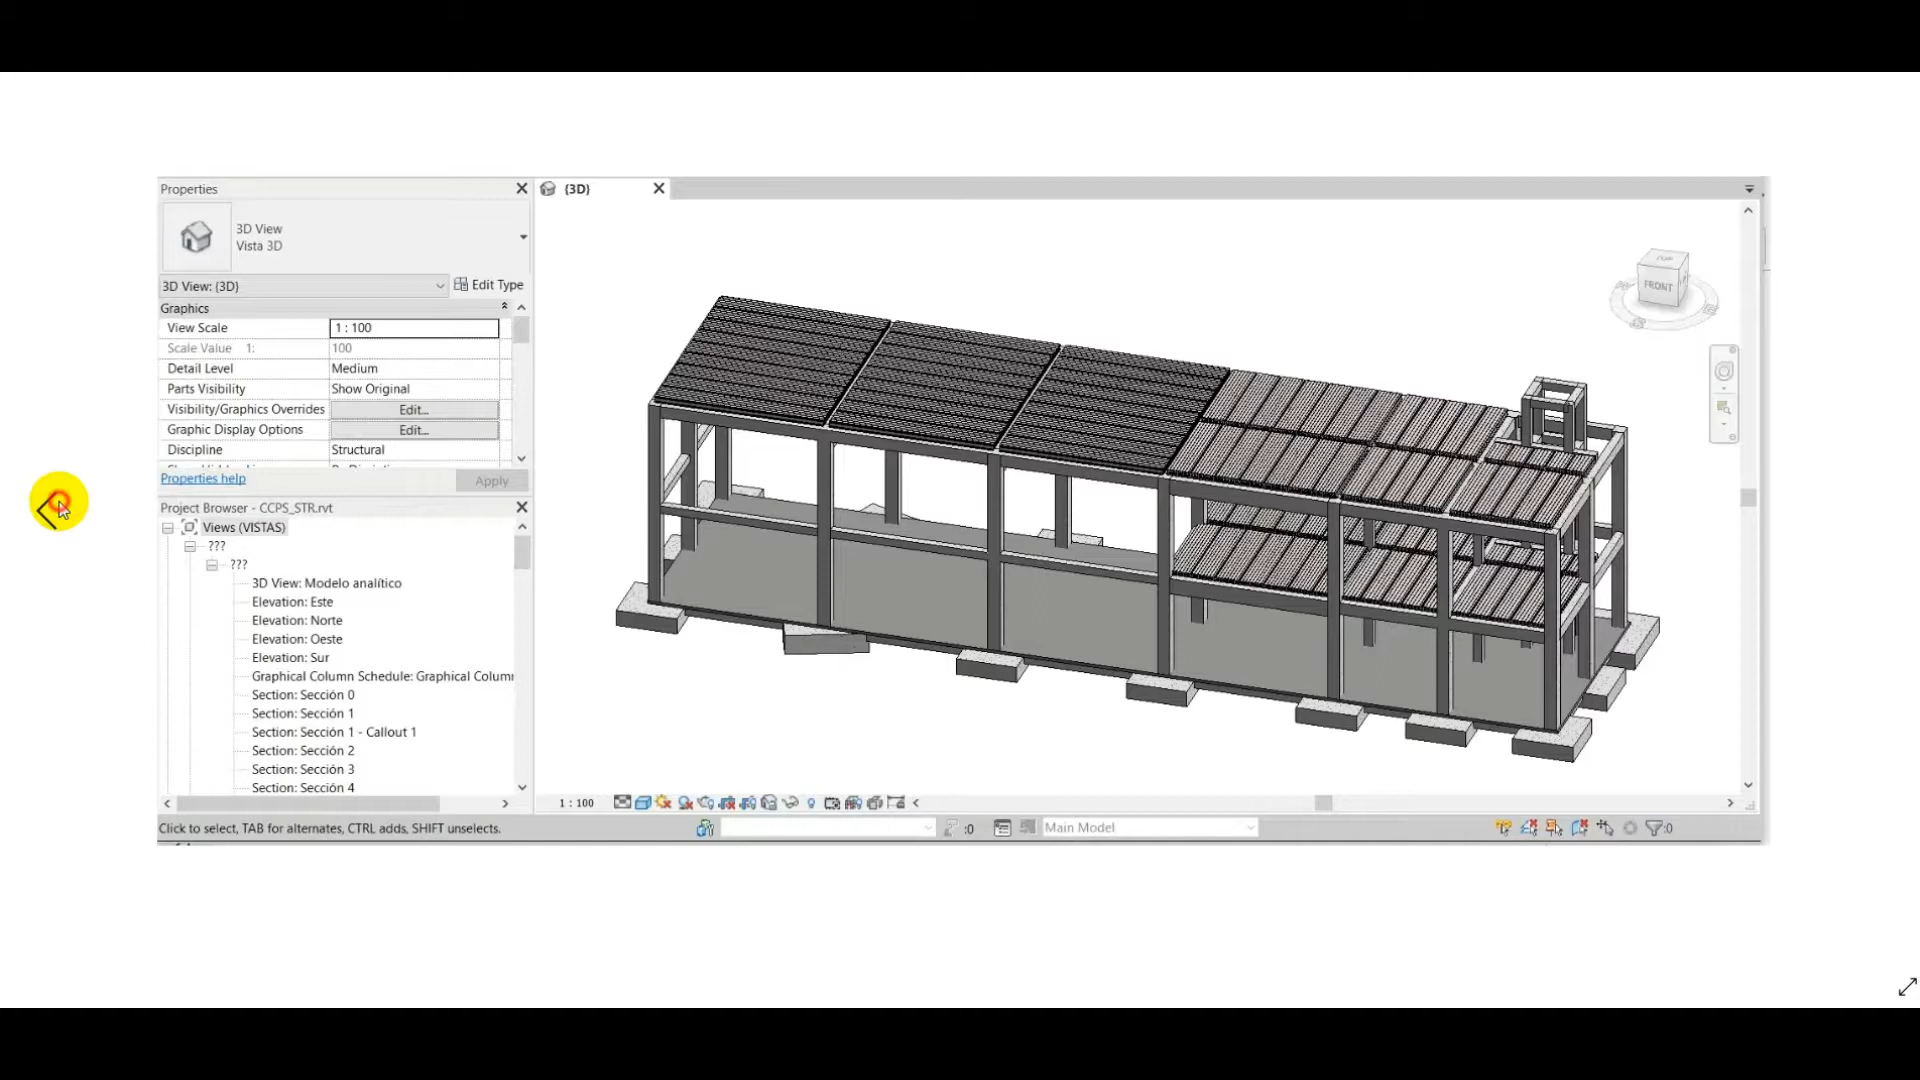 Properties
3D View
Vista 3D
3D View: {3D}
Edit Type
Graphics
View Scale 1 : 100
Scale Value 1: 100
Detail Level Medium
Parts Visibility Show Original
Visibility/Graphics Overrides Edit...
Graphic Display Options Edit...
Discipline Structural
Properties help
Apply
Project Browser - CCPS_STR.rvt
Views (VISTAS)
???
???
3D View: Modelo analítico
Elevation: Este
Elevation: Norte
Elevation: Oeste
Elevation: Sur
Graphical Column Schedule: Graphical Colum
Section: Sección 0
Section: Sección 1
Section: Sección 1 - Callout 1
Section: Sección 2
Section: Sección 3
Section: Sección 4
{3D}
TOP
FRONT
1 : 100
Click to select, TAB for alternates, CTRL adds, SHIFT unselects.
:0
Main Model
:0